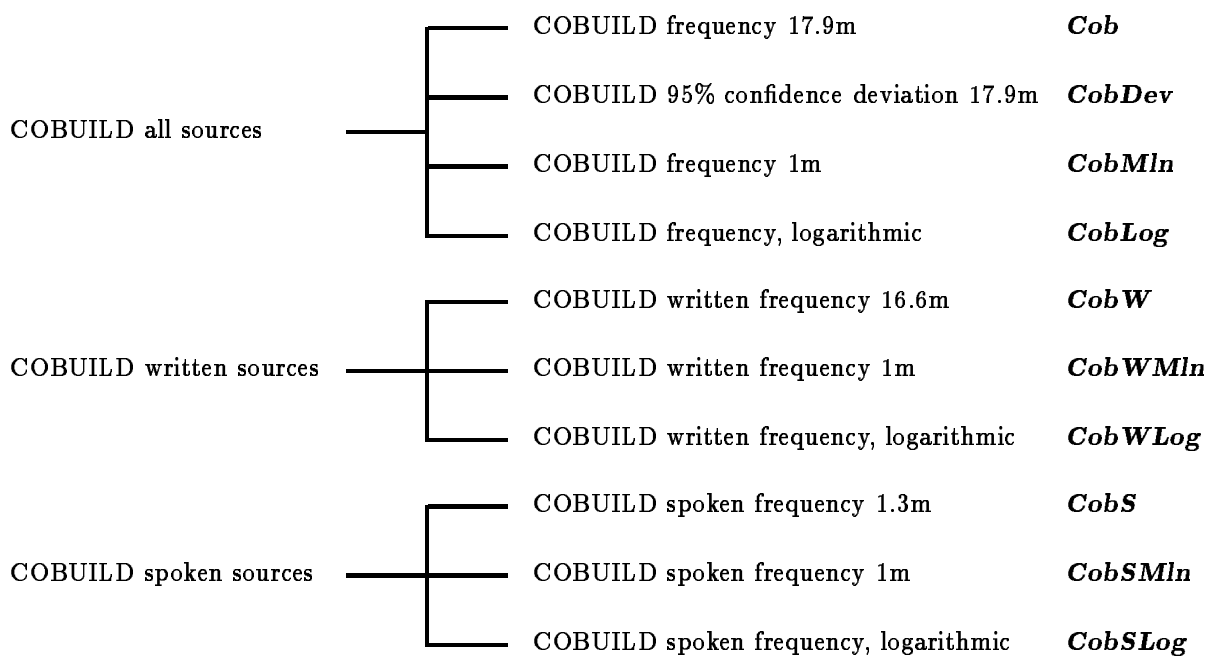 COBUILD frequency 17.9m Cob
COBUILD 95% confidence deviation 17.9m CobDev
COBUILD all sources
COBUILD frequency 1m CobMln
COBUILD frequency, logarithmic CobLog
COBUILD written frequency 16.6m CobW
COBUILD written sources COBUILD written frequency 1m CobWMln
COBUILD written frequency, logarithmic CobWLog
COBUILD spoken frequency 1.3m CobS
COBUILD spoken sources COBUILD spoken frequency 1m CobSMln
COBUILD spoken frequency, logarithmic CobSLog